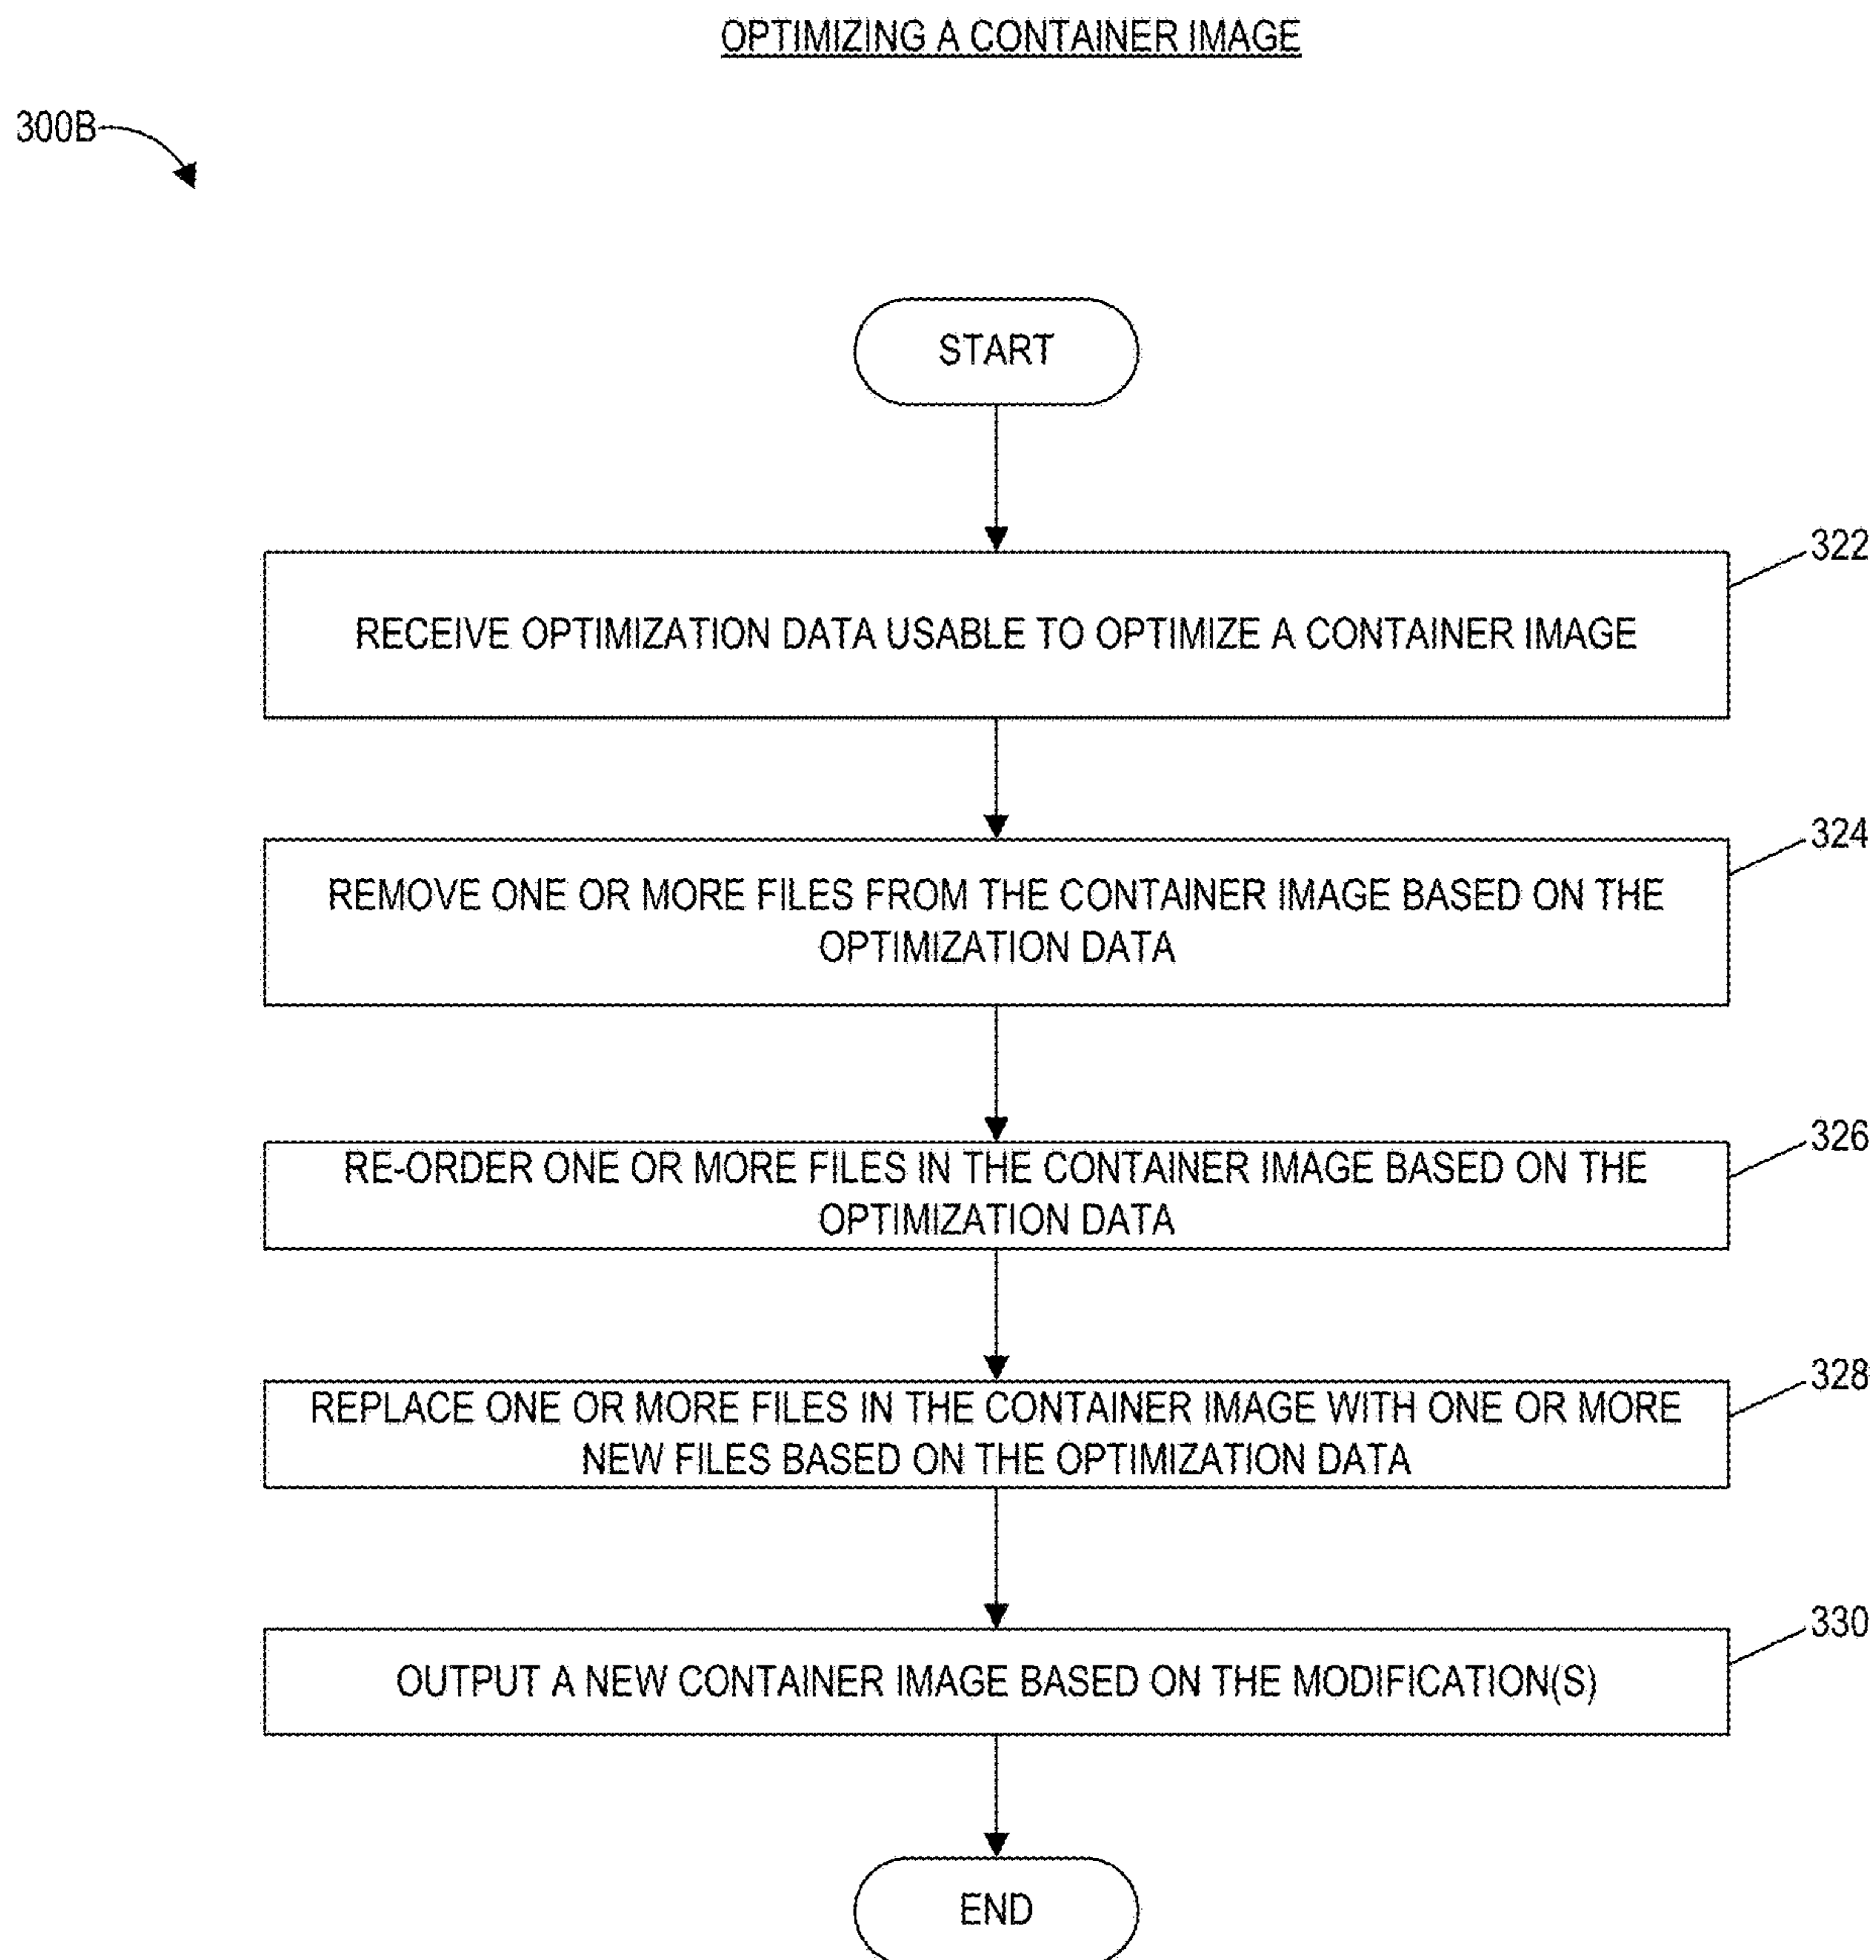 OPTIMIZING A CONTAINER IMAGE
300B
START
322
RECEIVE OPTIMIZATION DATA USABLE TO OPTIMIZE A CONTAINER IMAGE
324
REMOVE ONE OR MORE FILES FROM THE CONTAINER IMAGE BASED ON THE
OPTIMIZATION DATA
326
RE-ORDER ONE OR MORE FILES IN THE CONTAINER IMAGE BASED ON THE
OPTIMIZATION DATA
328
REPLACE ONE OR MORE FILES IN THE CONTAINER IMAGE WITH ONE OR MORE
NEW FILES BASED ON THE OPTIMIZATION DATA
330
OUTPUT A NEW CONTAINER IMAGE BASED ON THE MODIFICATION(S)
END